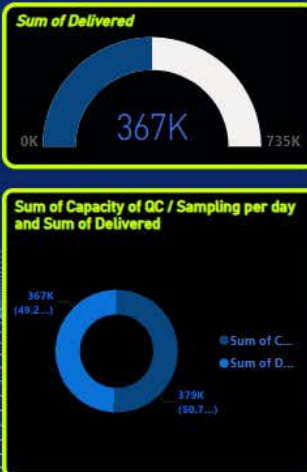 Sum of Delivered
367K
0K
735K
Sum of Capacity of QC / Sampling per day
and Sum of Delivered
367K
(49.2...)
Sum of C...
Sum of D...
379K
(50.7...)